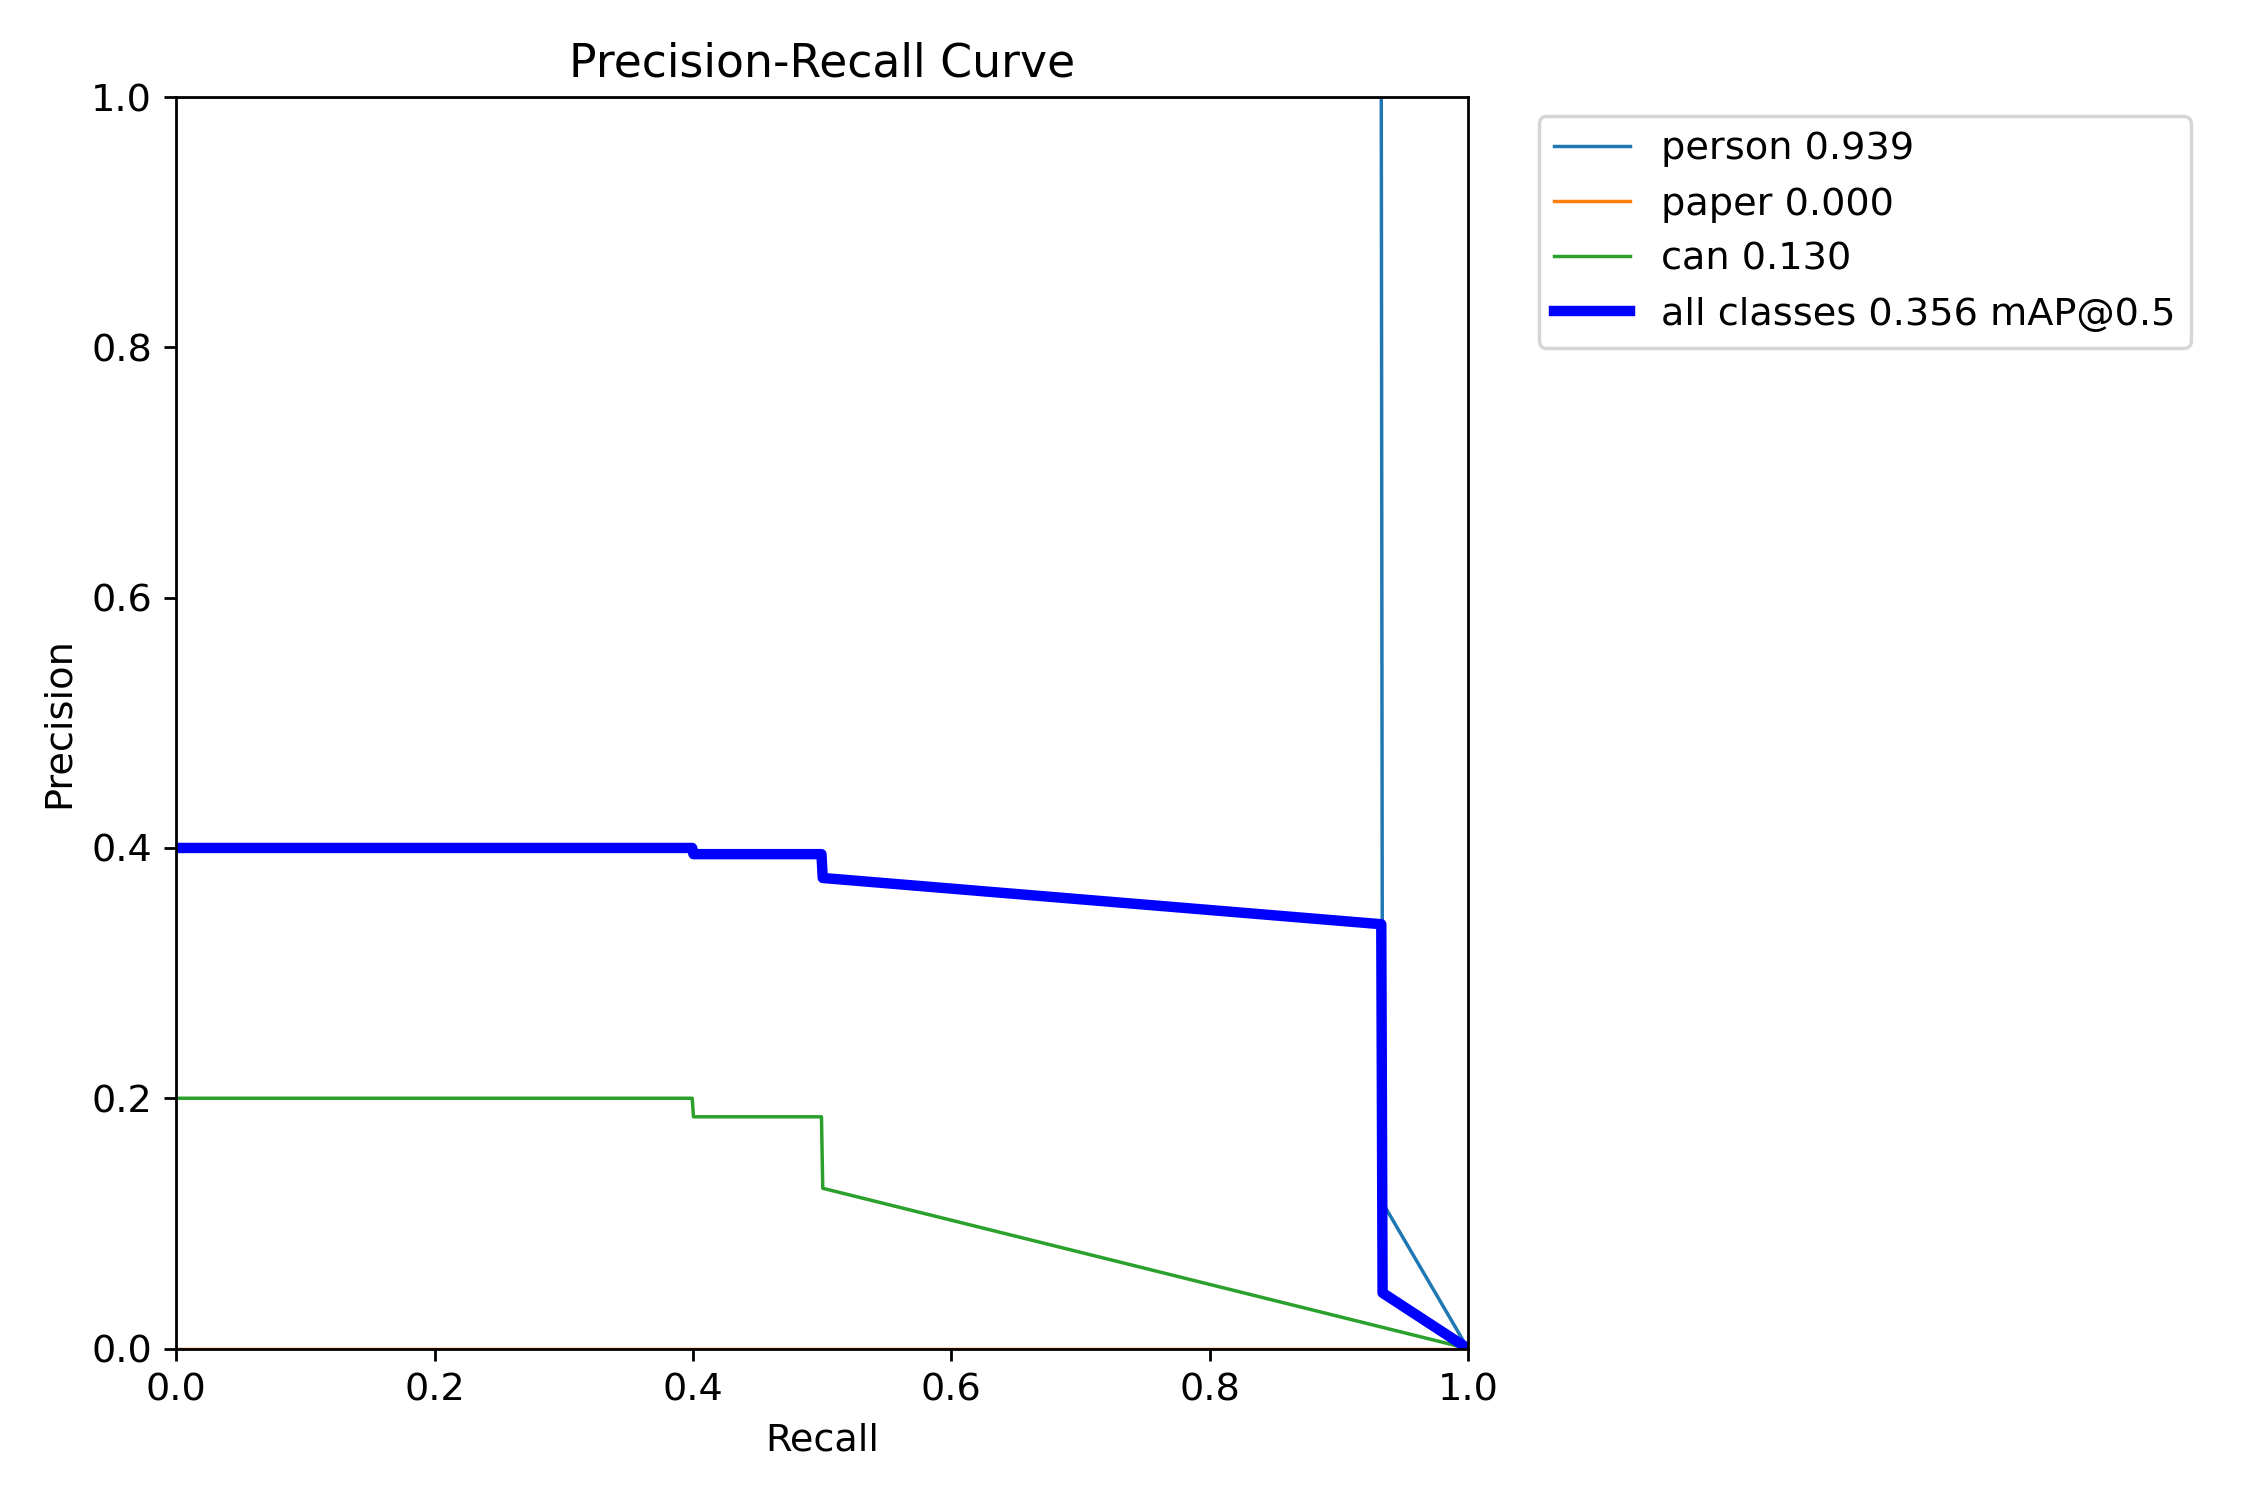 Precision-Recall Curve
1.0
0.8
0.6
0.4
0.2
0.0
Precision
0.0 0.2 0.4 0.6 0.8 1.0
Recall
person 0.939
paper 0.000
can 0.130
all classes 0.356 mAP@0.5